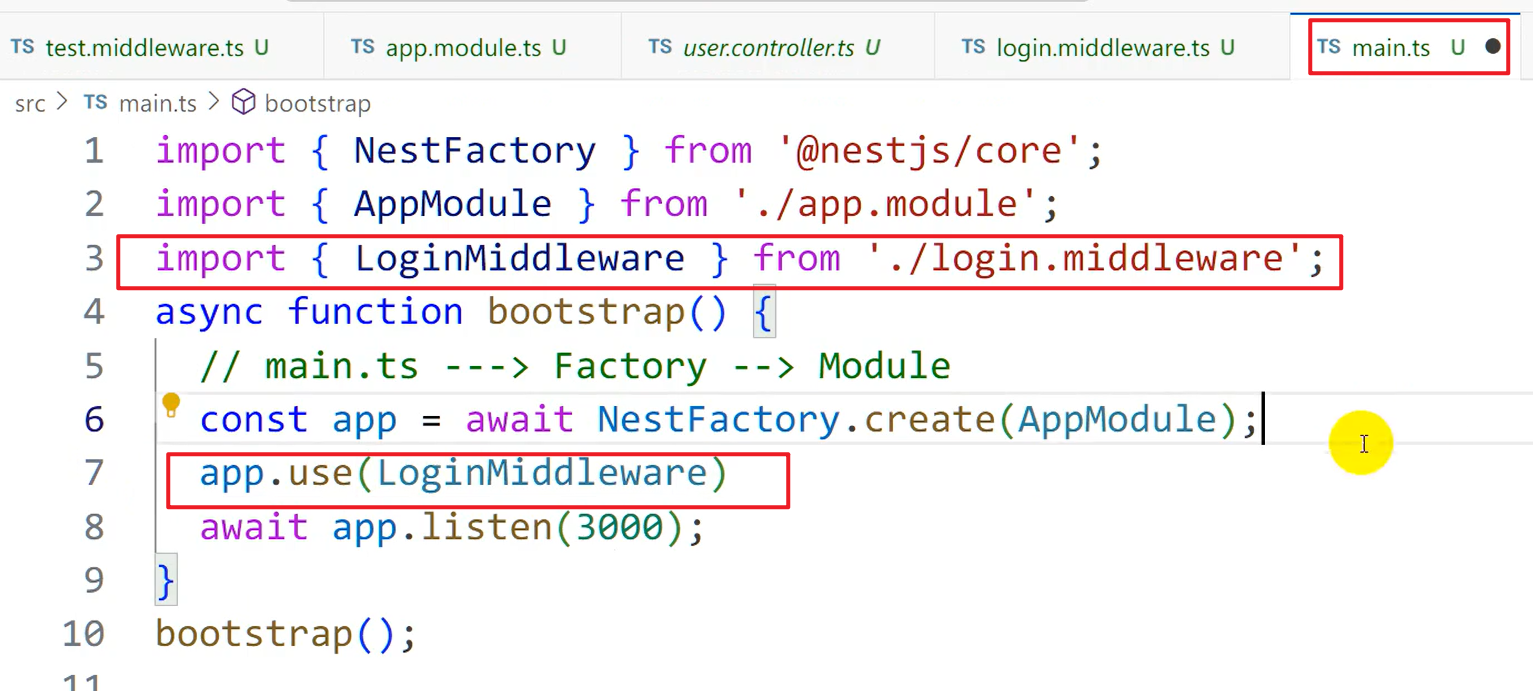 TS test.middleware.ts U TS app.module.ts U TS user.controller.ts U TS login.middleware.ts U TS main.ts U
src > TS main.ts > bootstrap
1 import { NestFactory } from '@nestjs/core';
2 import { AppModule } from './app.module';
3 import { LoginMiddleware } from './login.middleware';
4 async function bootstrap() {
5 // main.ts ---> Factory --> Module
6 const app = await NestFactory.create(AppModule);
7 app.use(LoginMiddleware)
8 await app.listen(3000);
9 }
10 bootstrap();
11